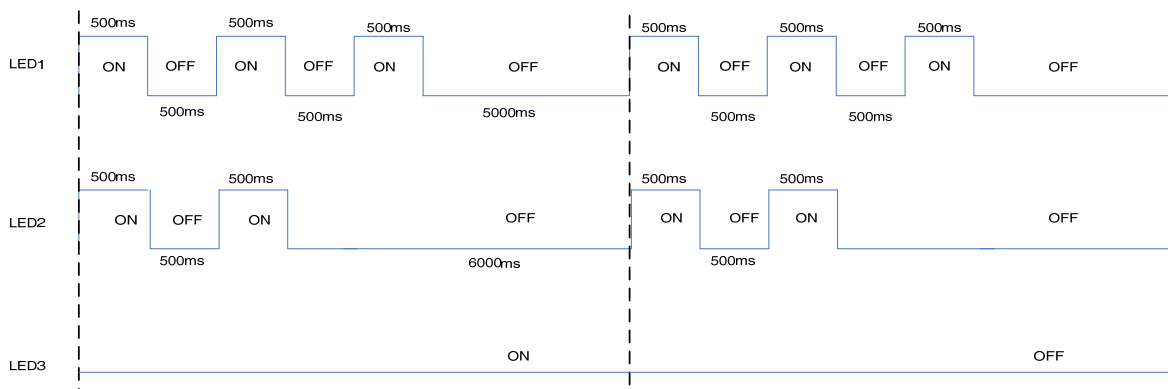 500ms 500ms 500ms 500ms 500ms 500ms
LED1 ON OFF ON OFF ON OFF ON OFF ON OFF ON OFF
500ms 500ms 5000ms 500ms 500ms
500ms 500ms 500ms 500ms
LED2 ON OFF ON OFF ON OFF ON OFF
500ms 6000ms 500ms
ON OFF
LED3